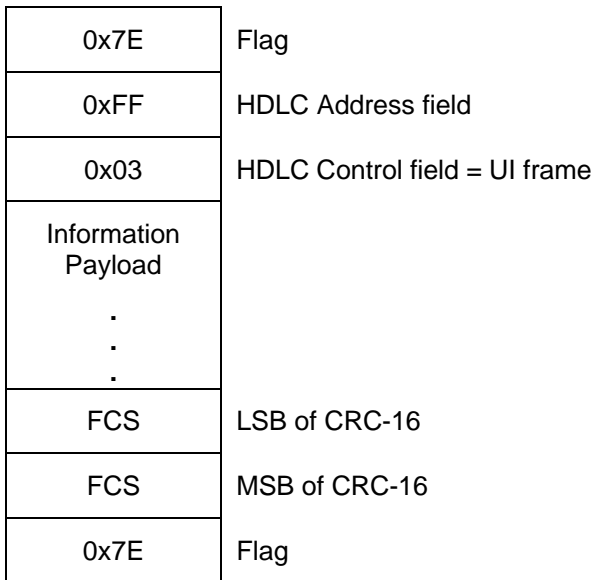 0x7E Flag
0xFF HDLC Address field
0x03 HDLC Control field = UI frame
Information
Payload
.
.
.
FCS LSB of CRC-16
FCS MSB of CRC-16
0x7E Flag